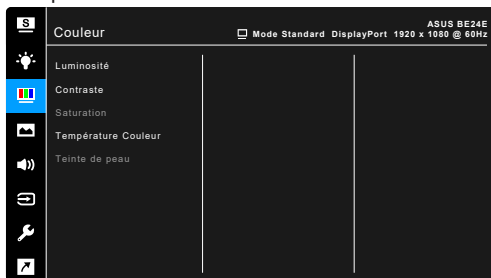 S
Couleur
ASUS BE24E
Mode Standard DisplayPort 1920 x 1080 @ 60Hz
Luminosité
Contraste
Saturation
Température Couleur
Teinte de peau